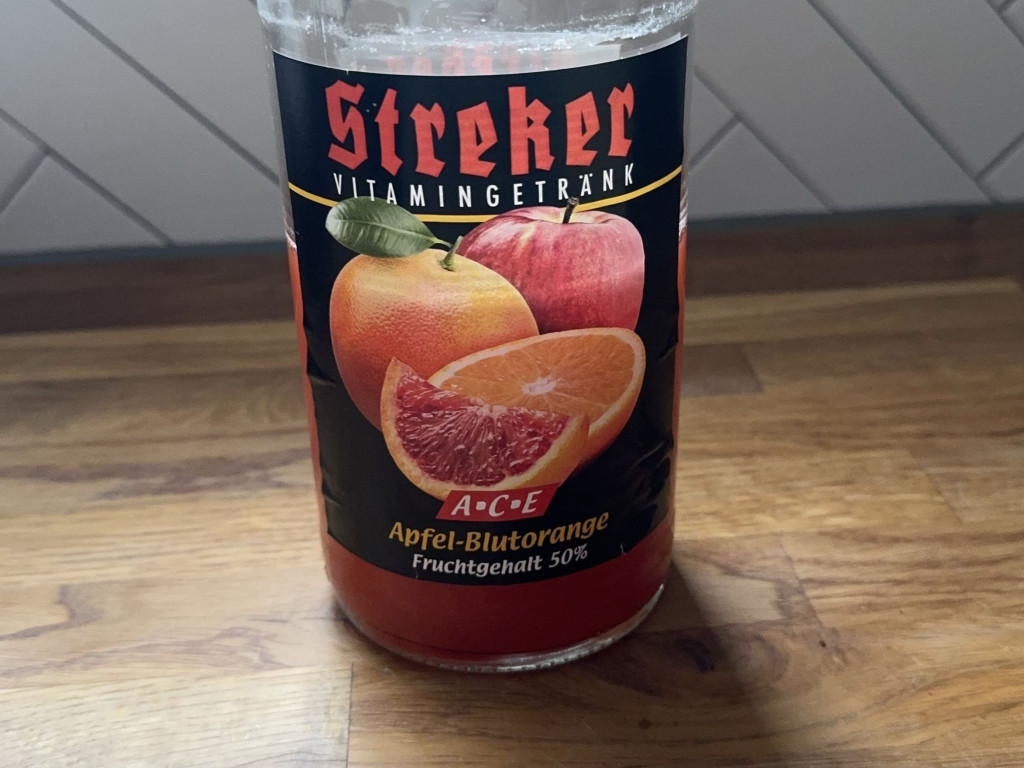 Streker
VITAMINGETRÄNK
A•C•E
Apfel-Blutorange
Fruchtgehalt 50%